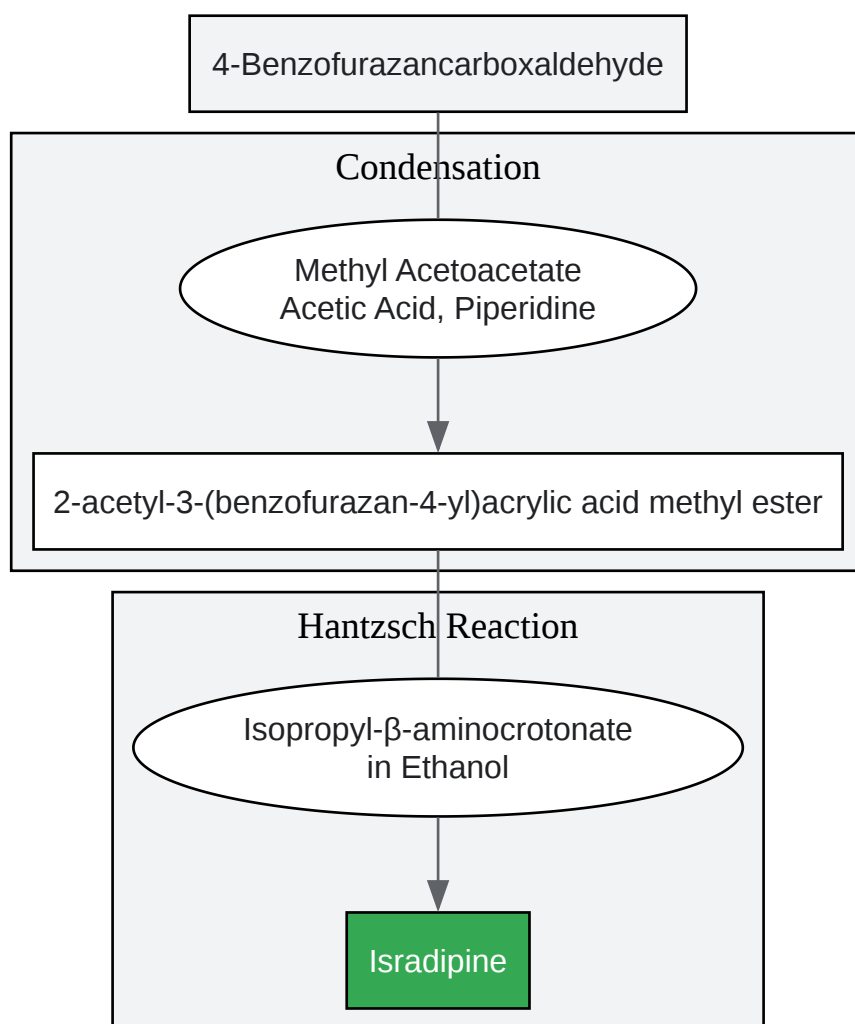 4-Benzofurazancarboxaldehyde
Condensation
Methyl Acetoacetate
Acetic Acid, Piperidine
2-acetyl-3-(benzofurazan-4-yl)acrylic acid methyl ester
Hantzsch Reaction
Isopropyl-β-aminocrotonate
in Ethanol
Isradipine